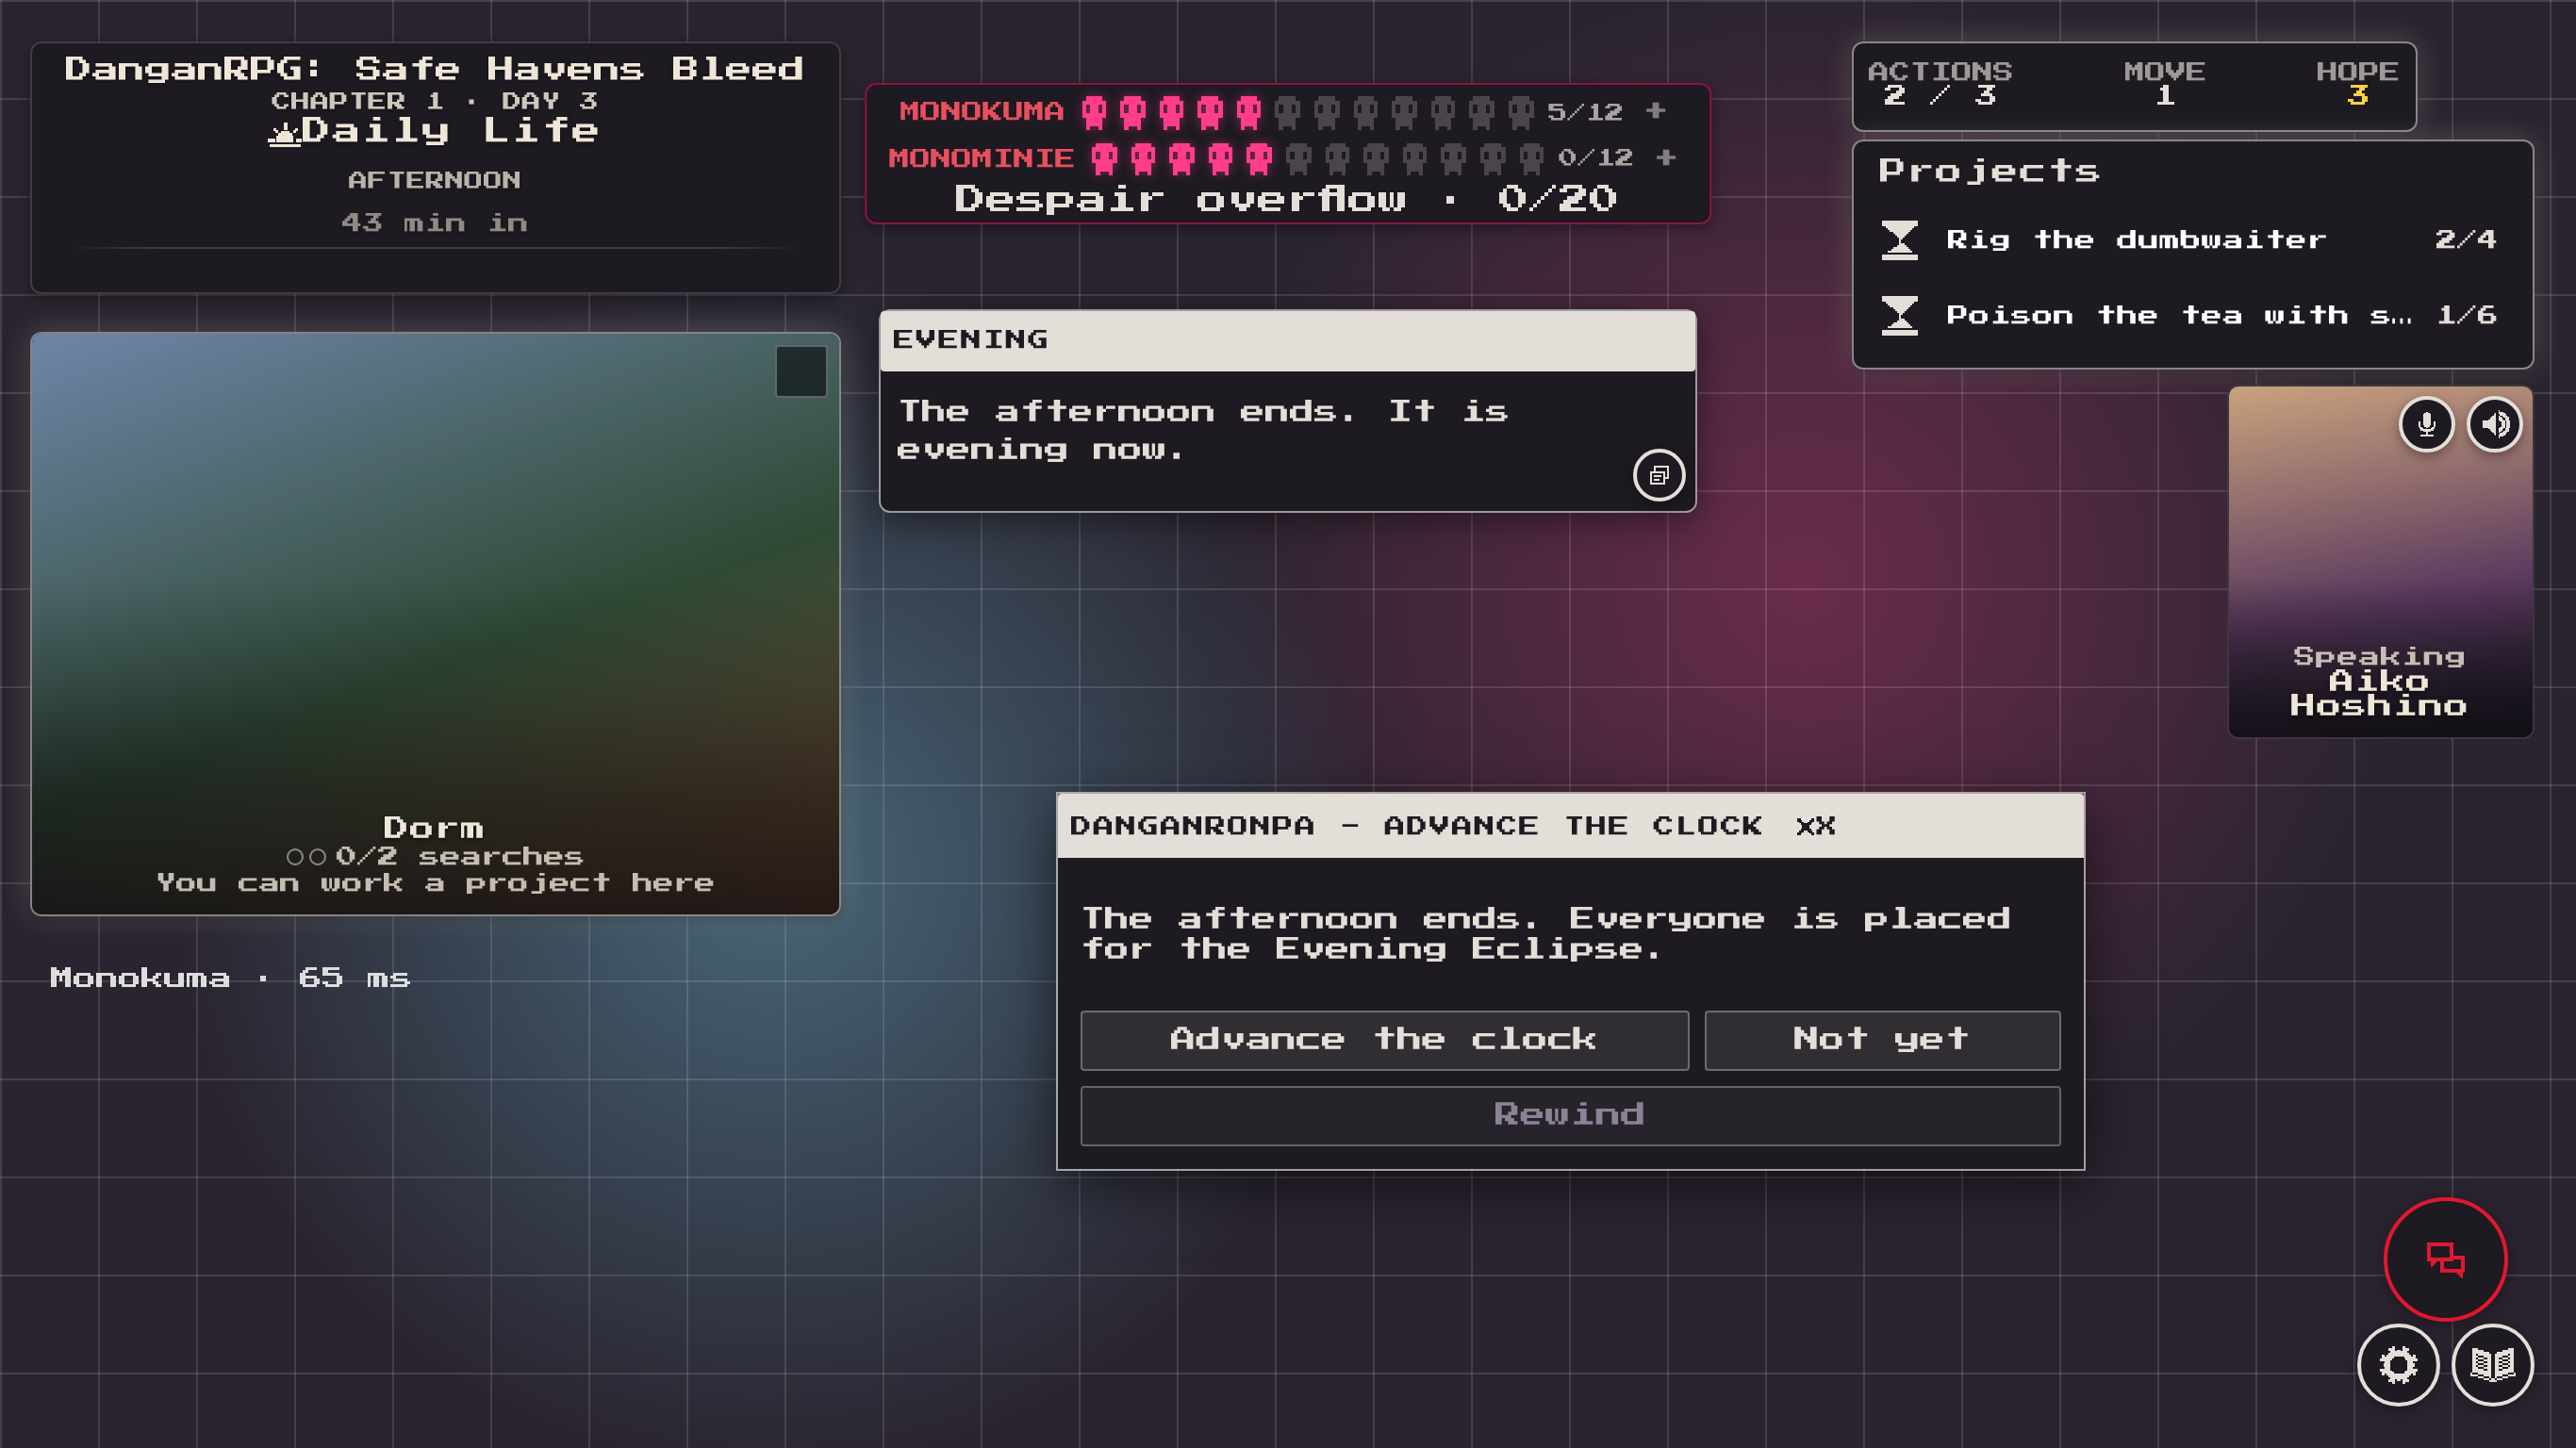 DanganRPG: Safe Havens Bleed
CHAPTER 1 · DAY 3
Daily Life
AFTERNOON
43 min in
MONOKUMA 5/12 +
MONOMINIE 0/12 +
Despair overflow · 0/20
ACTIONS MOVE HOPE
2 / 3 1 3
Projects
Rig the dumbwaiter 2/4
Poison the tea with s… 1/6
EVENING
The afternoon ends. It is
evening now.
Speaking
Aiko
Hoshino
Dorm
0/2 searches
You can work a project here
Monokuma · 65 ms
DANGANRONPA - ADVANCE THE CLOCK xX
The afternoon ends. Everyone is placed
for the Evening Eclipse.
Advance the clock Not yet
Rewind